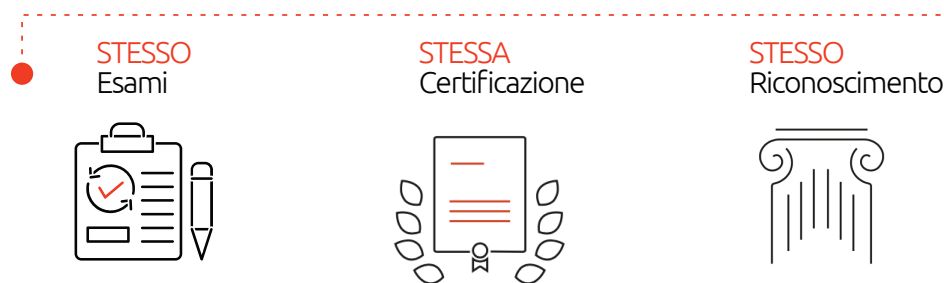 STESSO
Esami
STESSA
Certificazione
STESSO
Riconoscimento